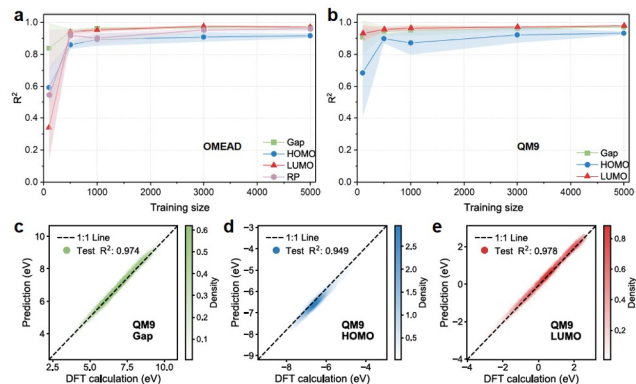 a
1.0
0.8
0.6
0.4
0.2
0.0
R²
0 1000 2000 3000 4000 5000
Training size
OMEAD
Gap
HOMO
LUMO
RP
b
1.0
0.8
0.6
0.4
0.2
0.0
R²
0 1000 2000 3000 4000 5000
Training size
QM9
Gap
HOMO
LUMO
c
10
8
6
4
Prediction (eV)
1:1 Line
Test R²: 0.974
QM9
Gap
2.5 5.0 7.5 10.0
DFT calculation (eV)
0.6
0.5
0.4
0.3
0.2
0.1
Density
d
−3
−4
−5
−6
−7
−9
Prediction (eV)
1:1 Line
Test R²: 0.949
QM9
HOMO
−8 −6 −4
DFT calculation (eV)
2.5
2.0
1.5
1.0
0.5
Density
e
2
0
−2
−4
Prediction (eV)
1:1 Line
Test R²: 0.978
QM9
LUMO
−4 −2 0 2
DFT calculation (eV)
0.8
0.6
0.4
0.2
Density